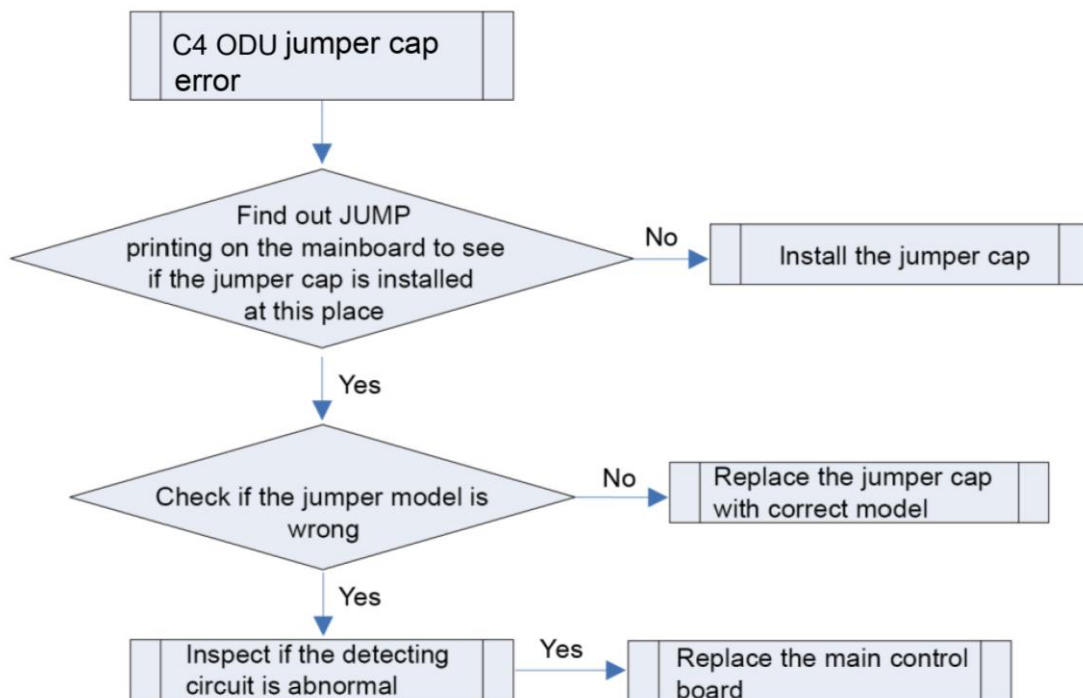 C4 ODU jumper cap
error
Find out JUMP
printing on the mainboard to see
if the jumper cap is installed
at this place
No
Install the jumper cap
Yes
Check if the jumper model is
wrong
No
Replace the jumper cap
with correct model
Yes
Inspect if the detecting
circuit is abnormal
Yes
Replace the main control
board